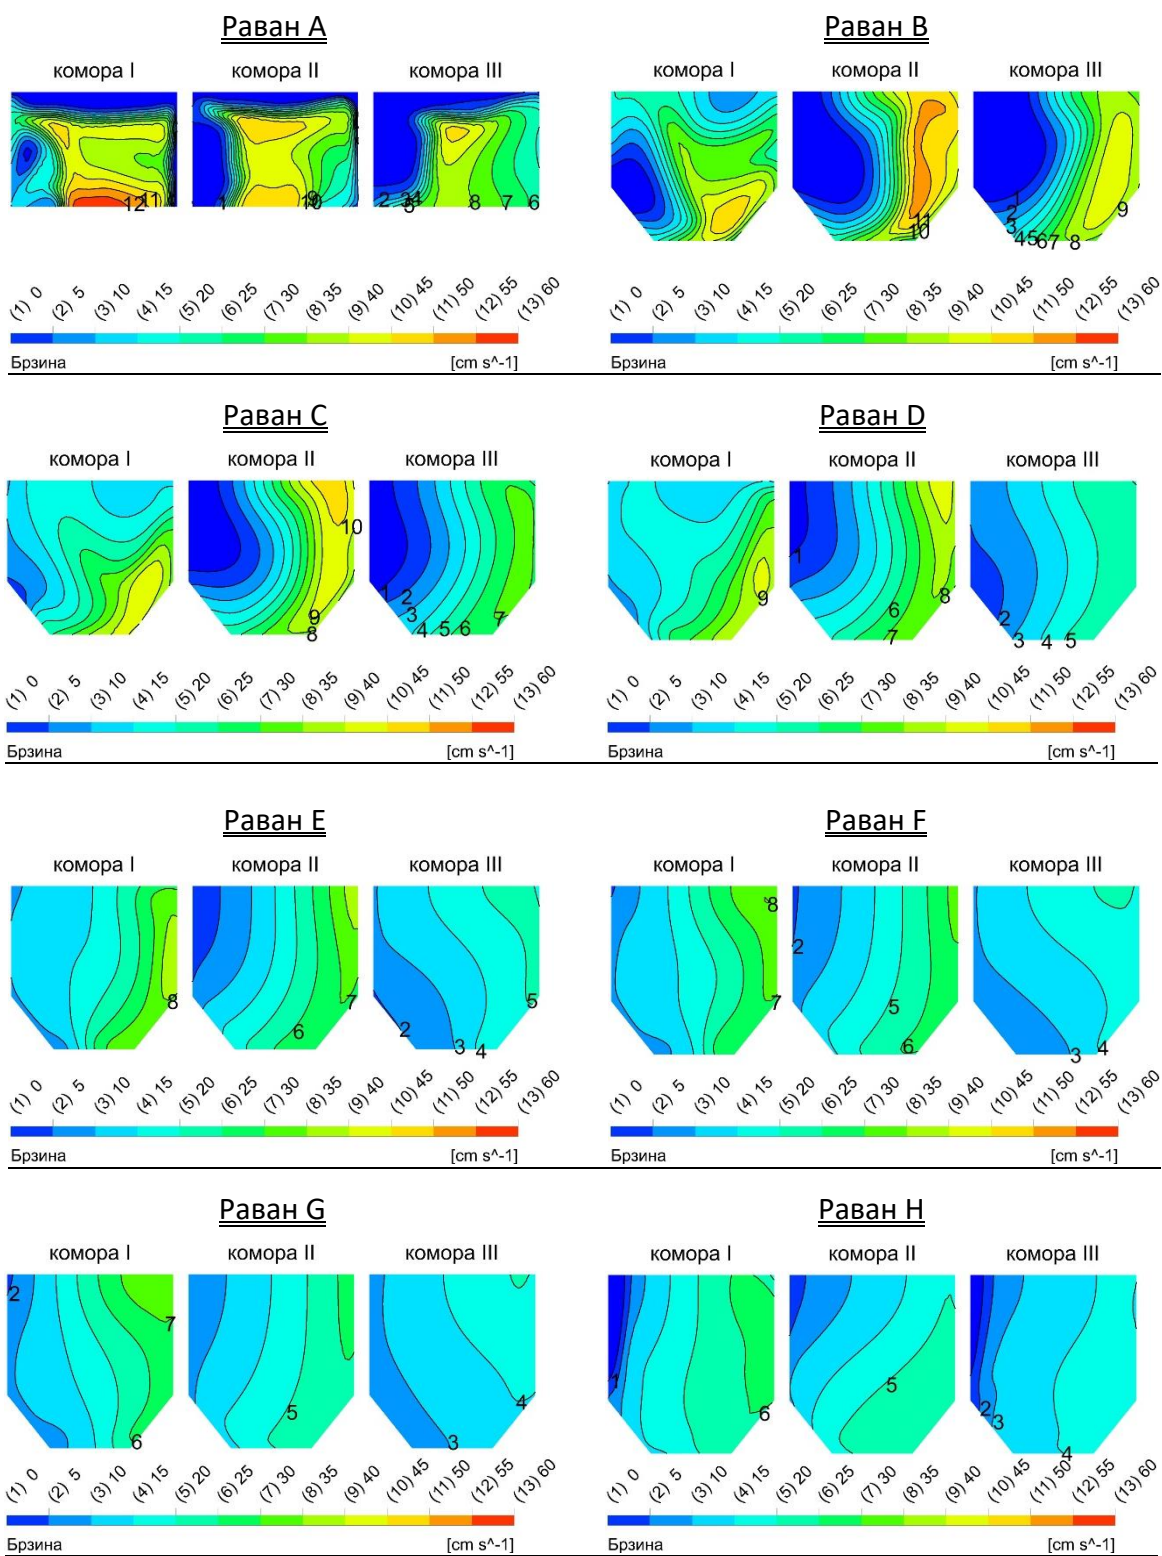 Раван A
Раван B
комора I комора II комора III
комора I комора II комора III
12 11 1 9 2 5 8 7 6
11 10 1 2 3 4 5 6 7 8 9
(1) 0 (2) 5 (3) 10 (4) 15 (5) 20 (6) 25 (7) 30 (8) 35 (9) 40 (10) 45 (11) 50 (12) 55 (13) 60
(1) 0 (2) 5 (3) 10 (4) 15 (5) 20 (6) 25 (7) 30 (8) 35 (9) 40 (10) 45 (11) 50 (12) 55 (13) 60
Брзина [cm s^-1]
Брзина [cm s^-1]
Раван C
Раван D
комора I комора II комора III
комора I комора II комора III
10 9 8 1 2 3 4 5 6 7
9 1 6 7 8 2 3 4 5
(1) 0 (2) 5 (3) 10 (4) 15 (5) 20 (6) 25 (7) 30 (8) 35 (9) 40 (10) 45 (11) 50 (12) 55 (13) 60
(1) 0 (2) 5 (3) 10 (4) 15 (5) 20 (6) 25 (7) 30 (8) 35 (9) 40 (10) 45 (11) 50 (12) 55 (13) 60
Брзина [cm s^-1]
Брзина [cm s^-1]
Раван E
Раван F
комора I комора II комора III
комора I комора II комора III
8 6 7 2 3 4 5
8 7 2 5 6 3 4
(1) 0 (2) 5 (3) 10 (4) 15 (5) 20 (6) 25 (7) 30 (8) 35 (9) 40 (10) 45 (11) 50 (12) 55 (13) 60
(1) 0 (2) 5 (3) 10 (4) 15 (5) 20 (6) 25 (7) 30 (8) 35 (9) 40 (10) 45 (11) 50 (12) 55 (13) 60
Брзина [cm s^-1]
Брзина [cm s^-1]
Раван G
Раван H
комора I комора II комора III
комора I комора II комора III
2 7 6 5 3 4
1 6 5 2 3 4
(1) 0 (2) 5 (3) 10 (4) 15 (5) 20 (6) 25 (7) 30 (8) 35 (9) 40 (10) 45 (11) 50 (12) 55 (13) 60
(1) 0 (2) 5 (3) 10 (4) 15 (5) 20 (6) 25 (7) 30 (8) 35 (9) 40 (10) 45 (11) 50 (12) 55 (13) 60
Брзина [cm s^-1]
Брзина [cm s^-1]